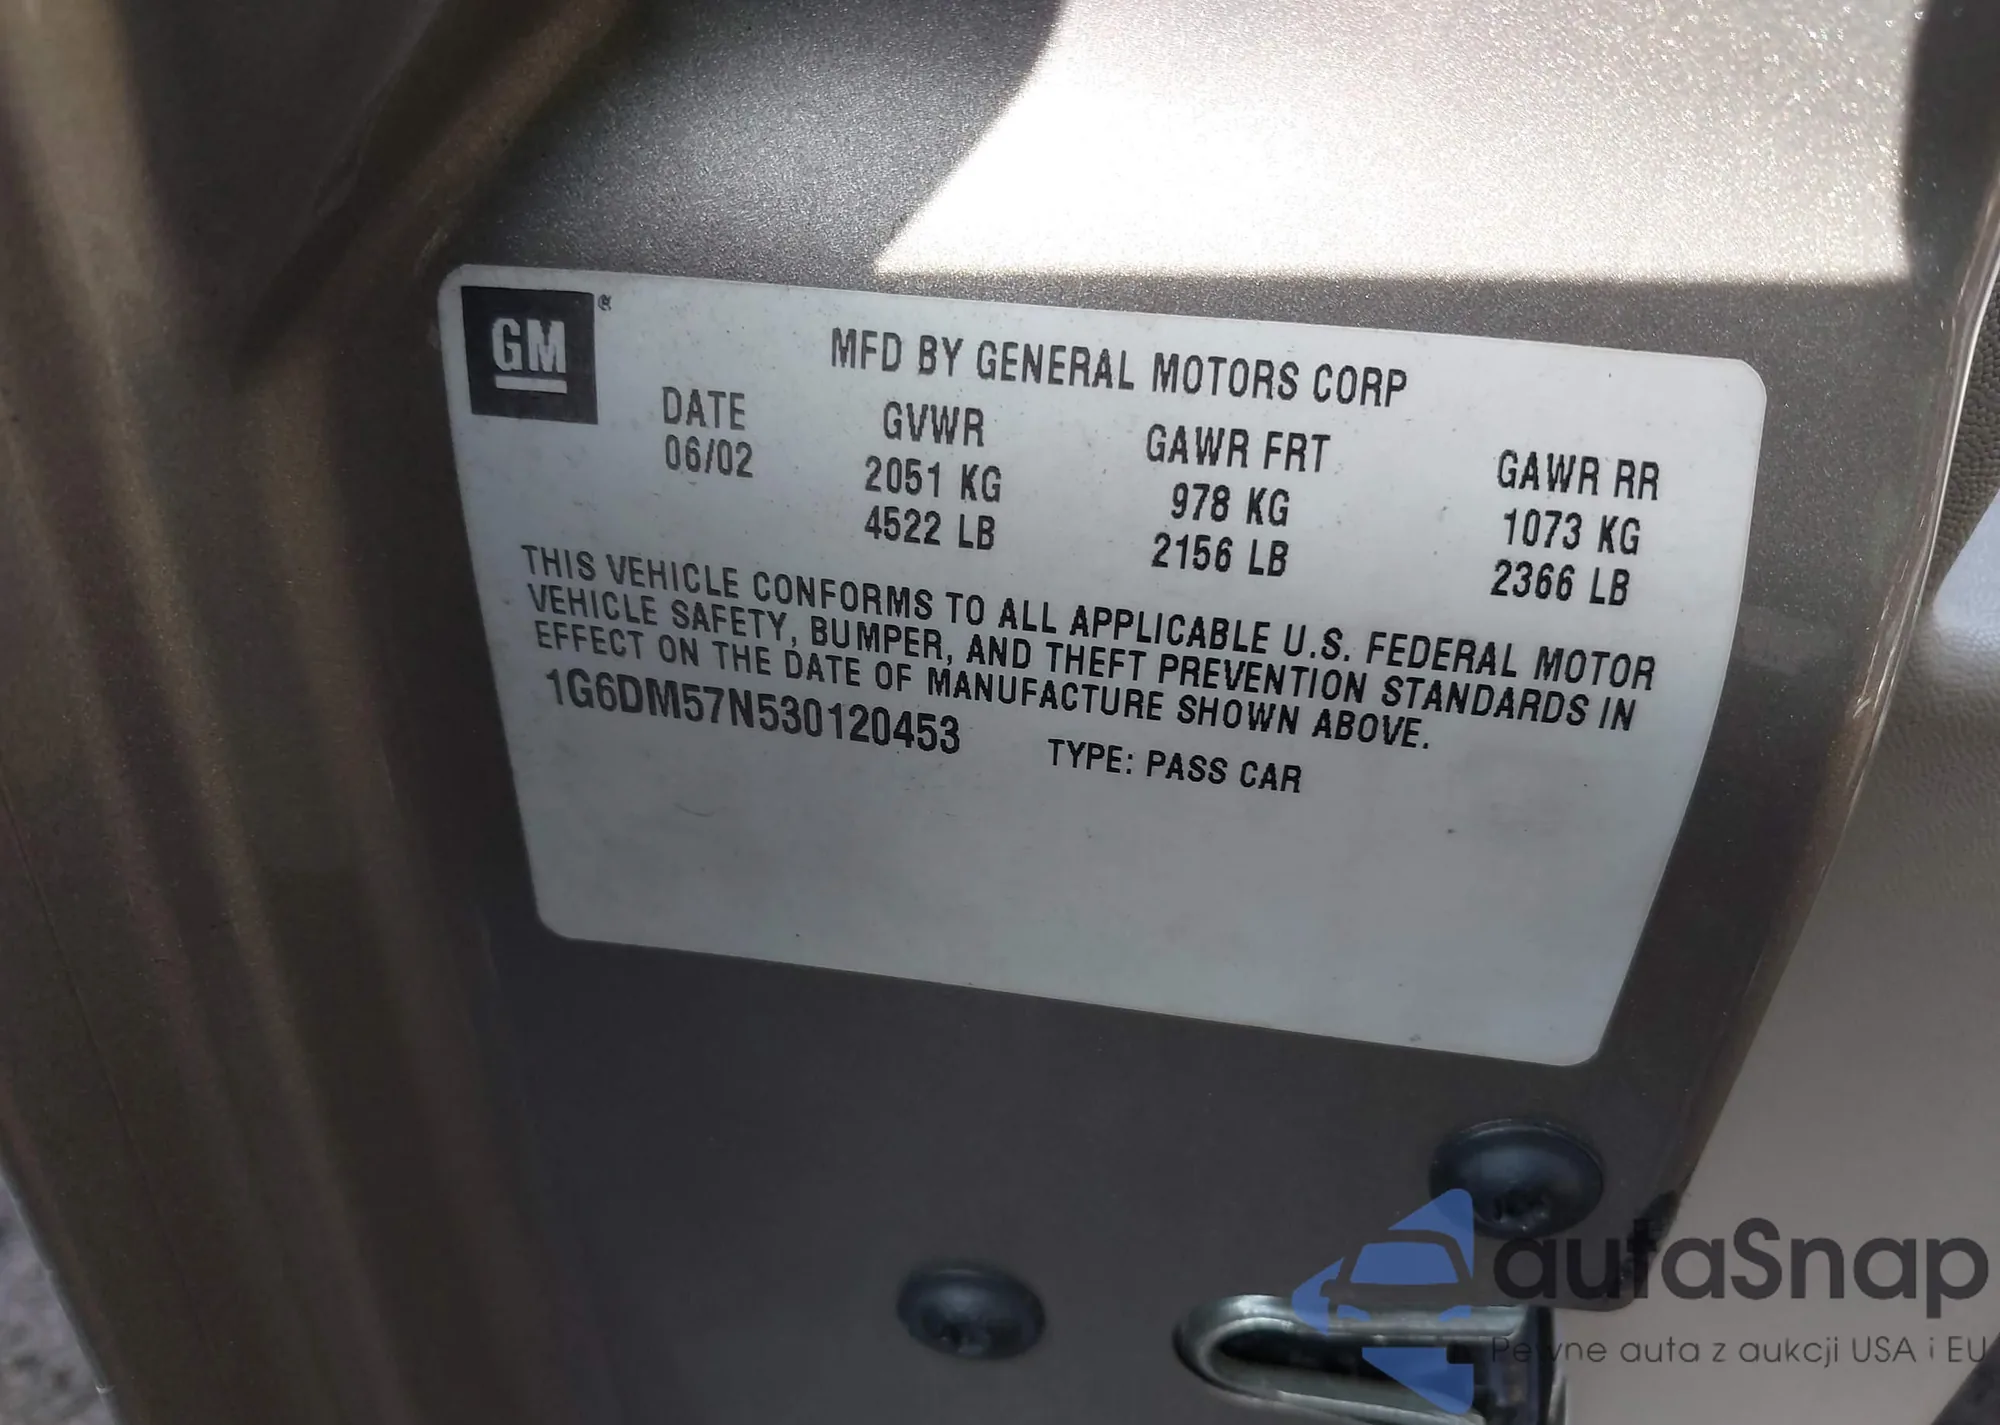 GM®
MFD BY GENERAL MOTORS CORP
DATE GVWR GAWR FRT GAWR RR
06/02 2051 KG 978 KG 1073 KG
4522 LB 2156 LB 2366 LB
THIS VEHICLE CONFORMS TO ALL APPLICABLE U.S. FEDERAL MOTOR
VEHICLE SAFETY, BUMPER, AND THEFT PREVENTION STANDARDS IN
EFFECT ON THE DATE OF MANUFACTURE SHOWN ABOVE.
1G6DM57N530120453 TYPE: PASS CAR
autaSnap
Pewne auta z aukcji USA i EU